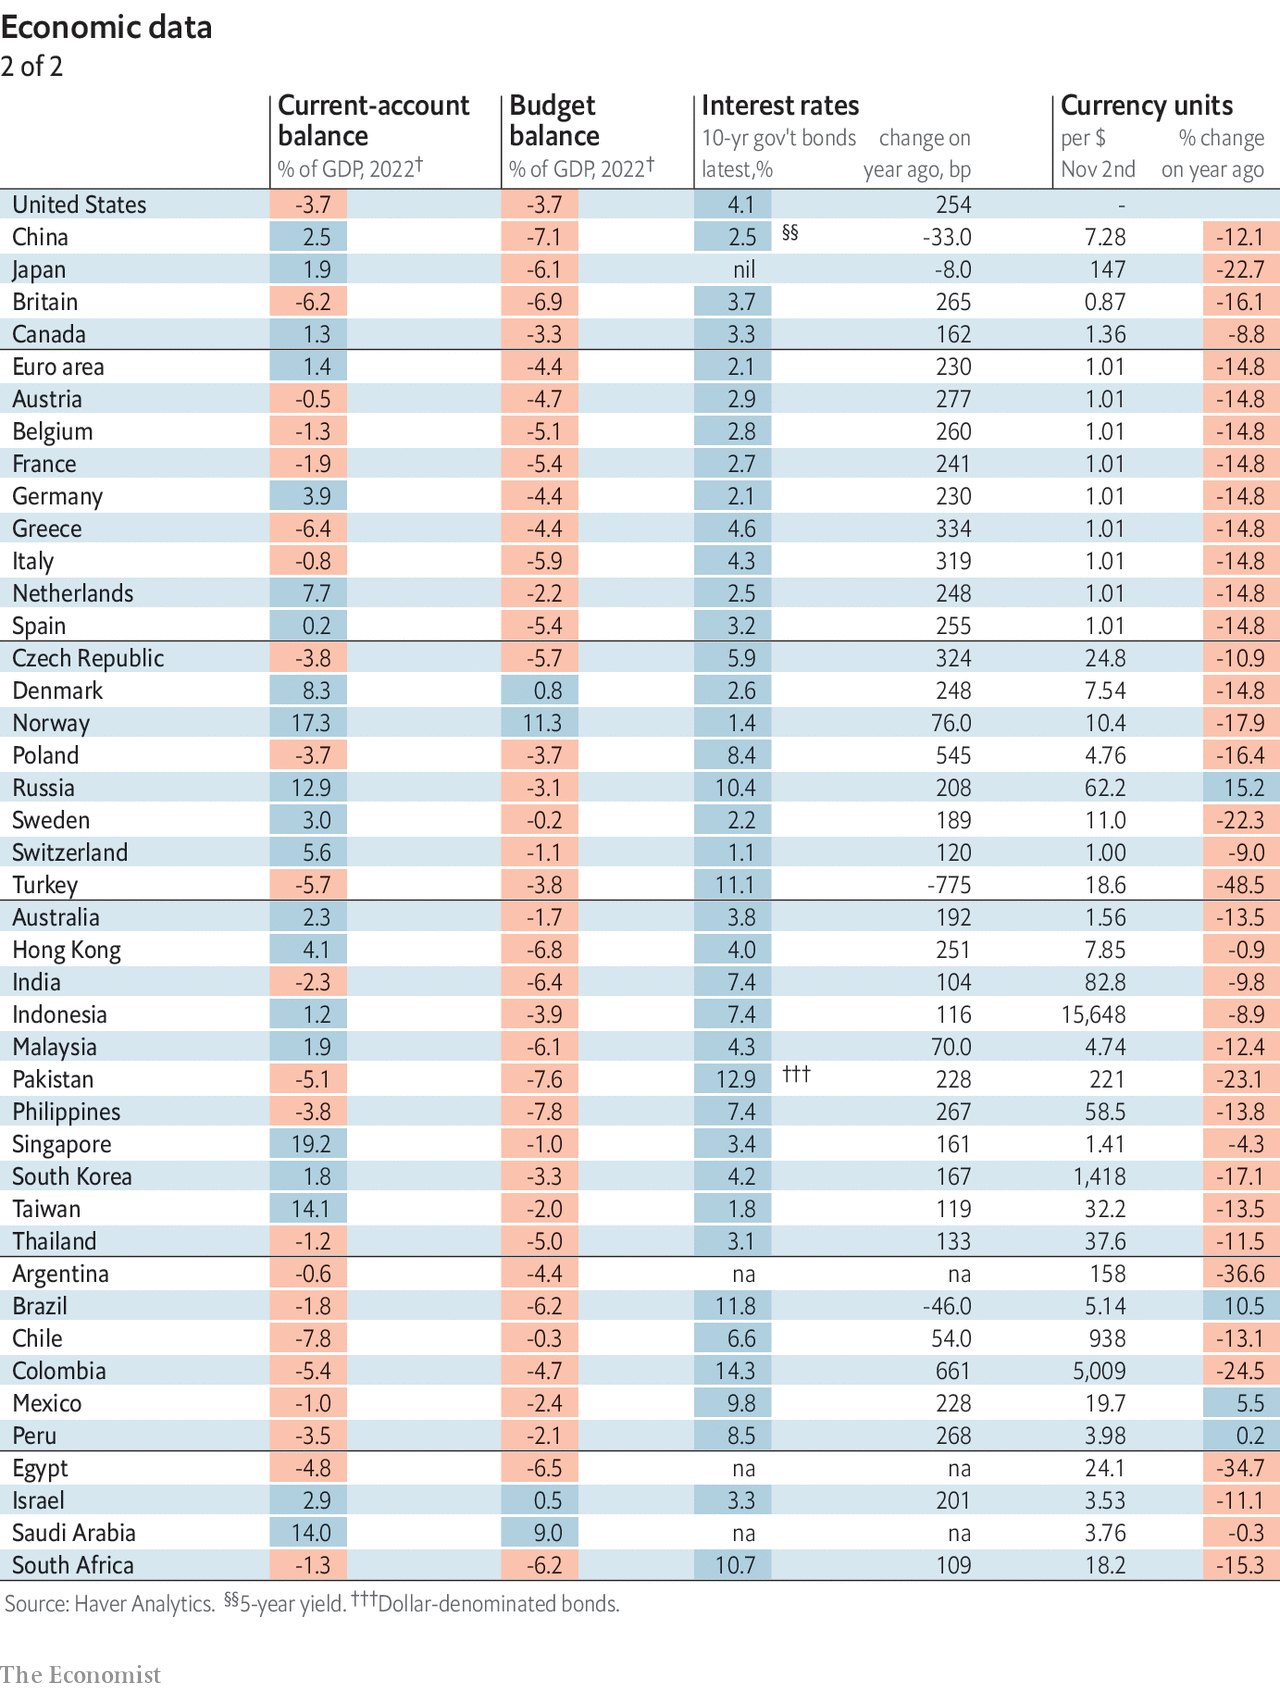 Economic data
2 of 2
Current-account balance % of GDP, 2022† Budget balance % of GDP, 2022† Interest rates 10-yr gov't bonds latest,% change on year ago, bp Currency units per $ Nov 2nd % change on year ago
United States -3.7 -3.7 4.1 254 -
China 2.5 -7.1 2.5 §§ -33.0 7.28 -12.1
Japan 1.9 -6.1 nil -8.0 147 -22.7
Britain -6.2 -6.9 3.7 265 0.87 -16.1
Canada 1.3 -3.3 3.3 162 1.36 -8.8
Euro area 1.4 -4.4 2.1 230 1.01 -14.8
Austria -0.5 -4.7 2.9 277 1.01 -14.8
Belgium -1.3 -5.1 2.8 260 1.01 -14.8
France -1.9 -5.4 2.7 241 1.01 -14.8
Germany 3.9 -4.4 2.1 230 1.01 -14.8
Greece -6.4 -4.4 4.6 334 1.01 -14.8
Italy -0.8 -5.9 4.3 319 1.01 -14.8
Netherlands 7.7 -2.2 2.5 248 1.01 -14.8
Spain 0.2 -5.4 3.2 255 1.01 -14.8
Czech Republic -3.8 -5.7 5.9 324 24.8 -10.9
Denmark 8.3 0.8 2.6 248 7.54 -14.8
Norway 17.3 11.3 1.4 76.0 10.4 -17.9
Poland -3.7 -3.7 8.4 545 4.76 -16.4
Russia 12.9 -3.1 10.4 208 62.2 15.2
Sweden 3.0 -0.2 2.2 189 11.0 -22.3
Switzerland 5.6 -1.1 1.1 120 1.00 -9.0
Turkey -5.7 -3.8 11.1 -775 18.6 -48.5
Australia 2.3 -1.7 3.8 192 1.56 -13.5
Hong Kong 4.1 -6.8 4.0 251 7.85 -0.9
India -2.3 -6.4 7.4 104 82.8 -9.8
Indonesia 1.2 -3.9 7.4 116 15,648 -8.9
Malaysia 1.9 -6.1 4.3 70.0 4.74 -12.4
Pakistan -5.1 -7.6 12.9 ††† 228 221 -23.1
Philippines -3.8 -7.8 7.4 267 58.5 -13.8
Singapore 19.2 -1.0 3.4 161 1.41 -4.3
South Korea 1.8 -3.3 4.2 167 1,418 -17.1
Taiwan 14.1 -2.0 1.8 119 32.2 -13.5
Thailand -1.2 -5.0 3.1 133 37.6 -11.5
Argentina -0.6 -4.4 na na 158 -36.6
Brazil -1.8 -6.2 11.8 -46.0 5.14 10.5
Chile -7.8 -0.3 6.6 54.0 938 -13.1
Colombia -5.4 -4.7 14.3 661 5,009 -24.5
Mexico -1.0 -2.4 9.8 228 19.7 5.5
Peru -3.5 -2.1 8.5 268 3.98 0.2
Egypt -4.8 -6.5 na na 24.1 -34.7
Israel 2.9 0.5 3.3 201 3.53 -11.1
Saudi Arabia 14.0 9.0 na na 3.76 -0.3
South Africa -1.3 -6.2 10.7 109 18.2 -15.3
Source: Haver Analytics. §§5-year yield. †††Dollar-denominated bonds.
The Economist